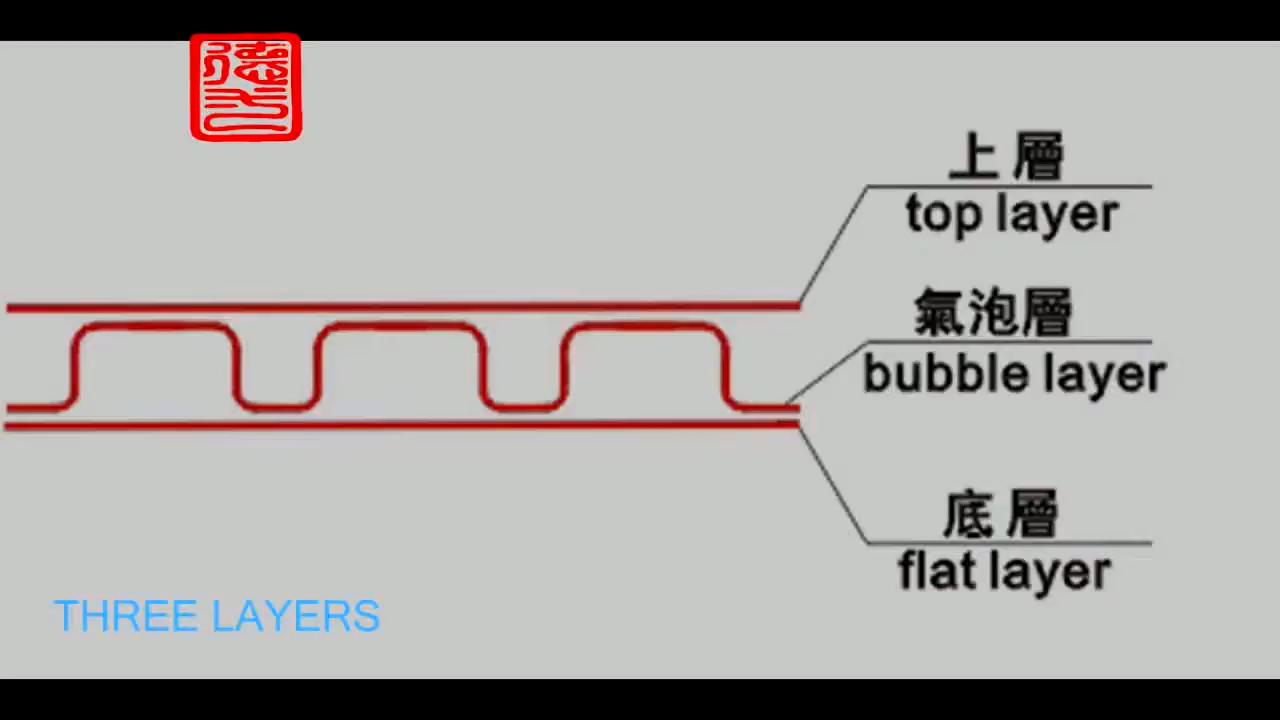 上層
top layer
氣泡層
bubble layer
底層
flat layer
THREE LAYERS